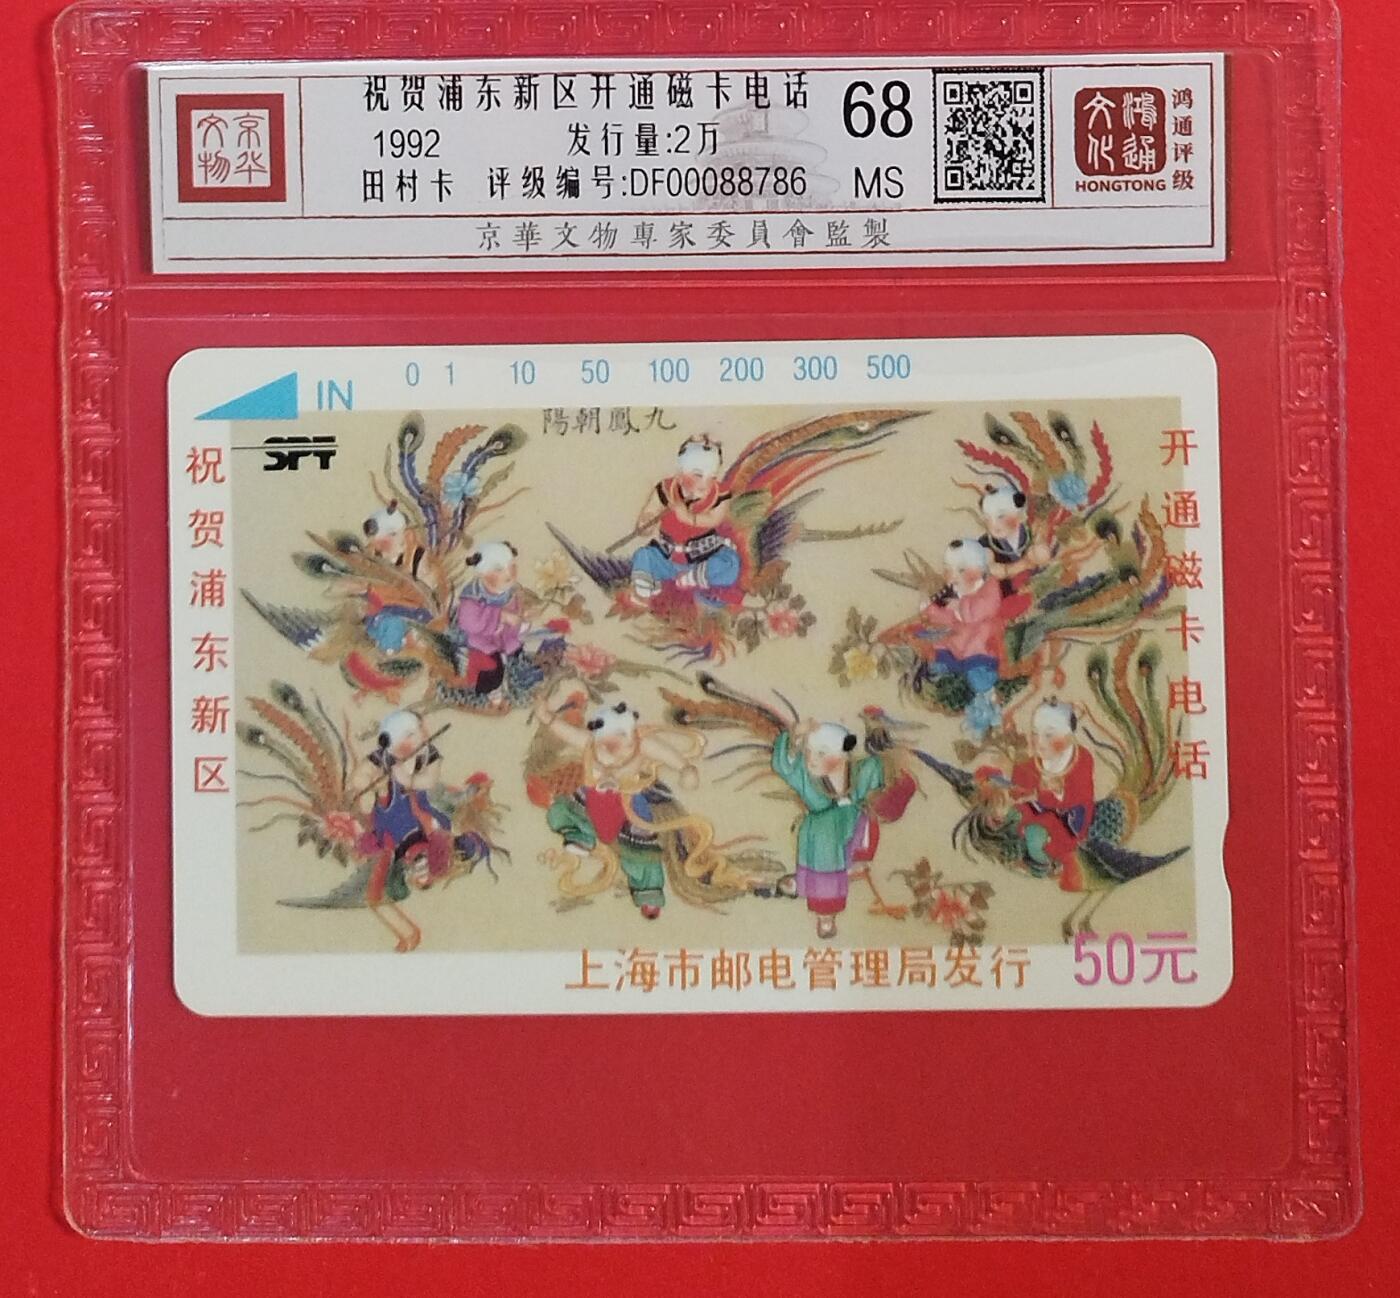 京华文物
祝贺浦东新区开通磁卡电话
1992 发行量:2万
田村卡 评级编号:DF00088786
68
MS
鸿通文化
HONGTONG
鸿通评级
京華文物專家委員會監製
IN
0 1 10 50 100 200 300 500
SPT
陽朝鳳九
祝贺浦东新区
开通磁卡电话
上海市邮电管理局发行
50元